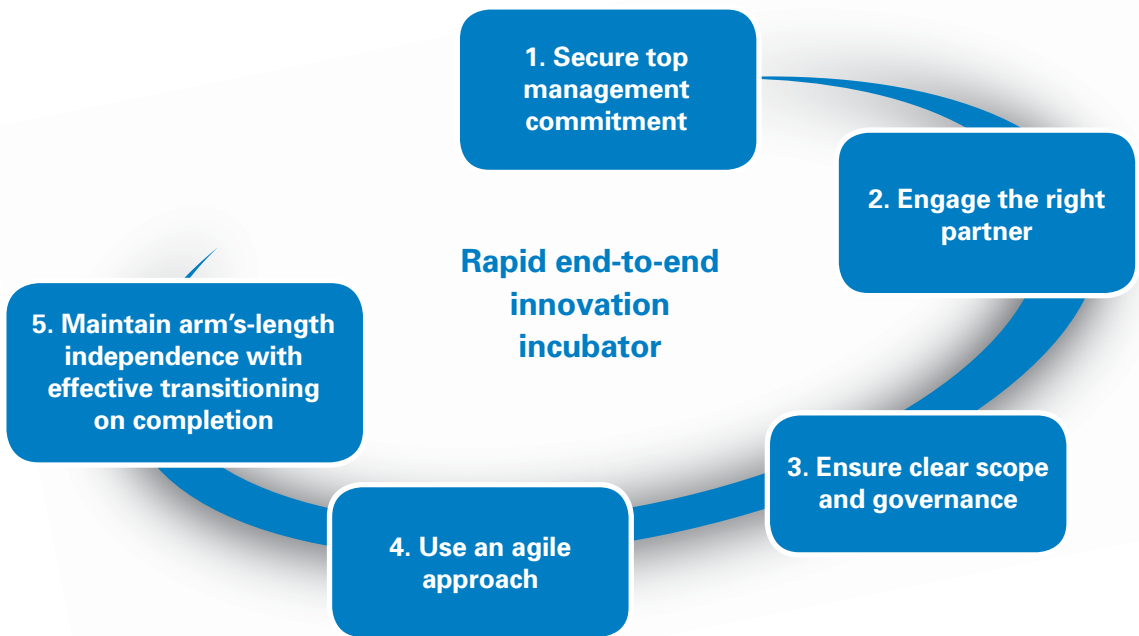 1. Secure top
management
commitment
2. Engage the right
partner
Rapid end-to-end
innovation
incubator
5. Maintain arm's-length
independence with
effective transitioning
on completion
3. Ensure clear scope
and governance
4. Use an agile
approach